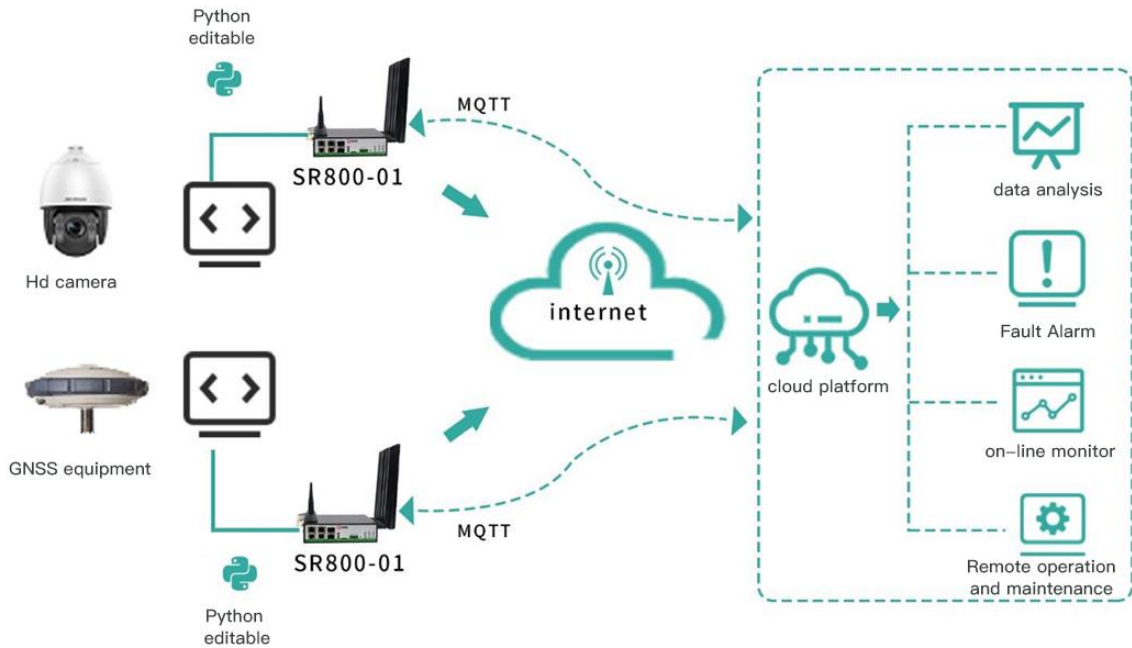 Python
editable
MQTT
SR800-01
Hd camera
internet
data analysis
Fault Alarm
cloud platform
GNSS equipment
on-line monitor
MQTT
SR800-01
Remote operation
and maintenance
Python
editable